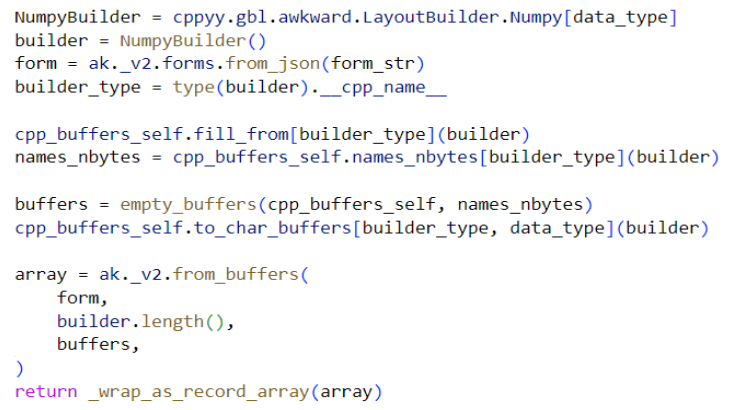 NumpyBuilder = cppyy.gbl.awkward.LayoutBuilder.Numpy[data_type]
builder = NumpyBuilder()
form = ak._v2.forms.from_json(form_str)
builder_type = type(builder).__cpp_name__

cpp_buffers_self.fill_from[builder_type](builder)
names_nbytes = cpp_buffers_self.names_nbytes[builder_type](builder)

buffers = empty_buffers(cpp_buffers_self, names_nbytes)
cpp_buffers_self.to_char_buffers[builder_type, data_type](builder)

array = ak._v2.from_buffers(
    form,
    builder.length(),
    buffers,
)
return _wrap_as_record_array(array)